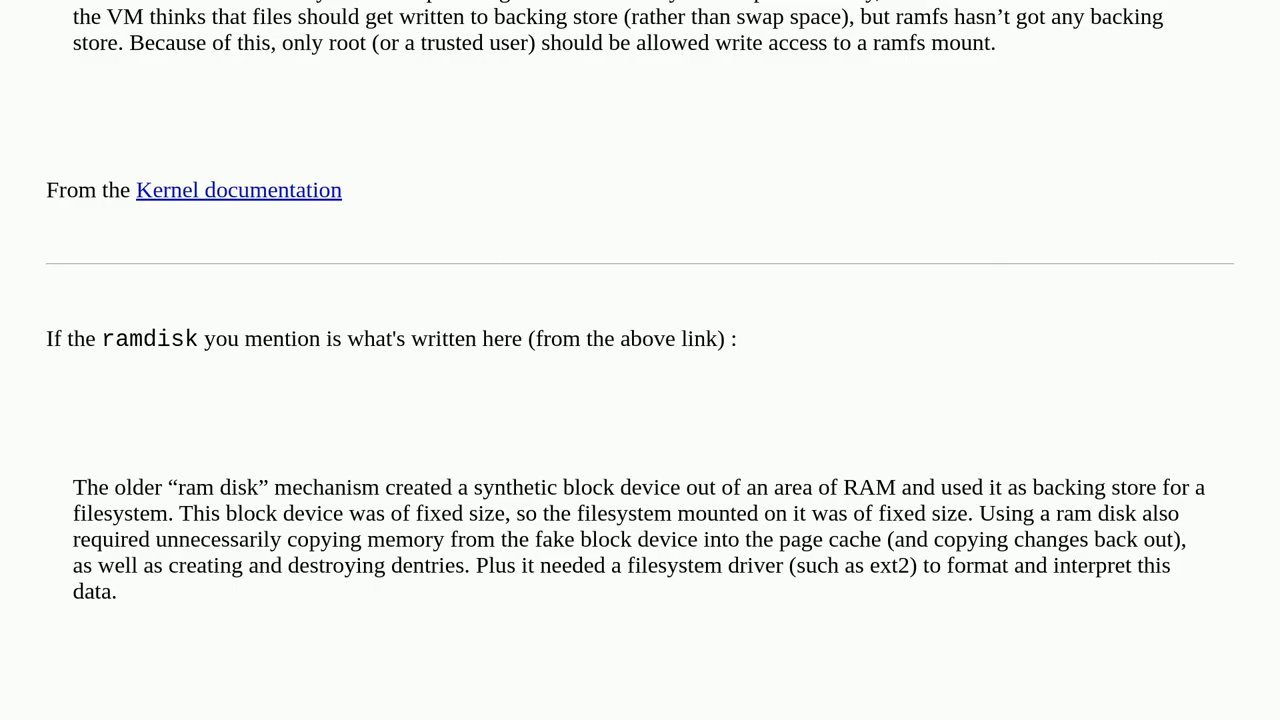 the VM thinks that files should get written to backing store (rather than swap space), but ramfs hasn’t got any backing
store. Because of this, only root (or a trusted user) should be allowed write access to a ramfs mount.
From the Kernel documentation
If the ramdisk you mention is what's written here (from the above link) :
The older “ram disk” mechanism created a synthetic block device out of an area of RAM and used it as backing store for a
filesystem. This block device was of fixed size, so the filesystem mounted on it was of fixed size. Using a ram disk also
required unnecessarily copying memory from the fake block device into the page cache (and copying changes back out),
as well as creating and destroying dentries. Plus it needed a filesystem driver (such as ext2) to format and interpret this
data.